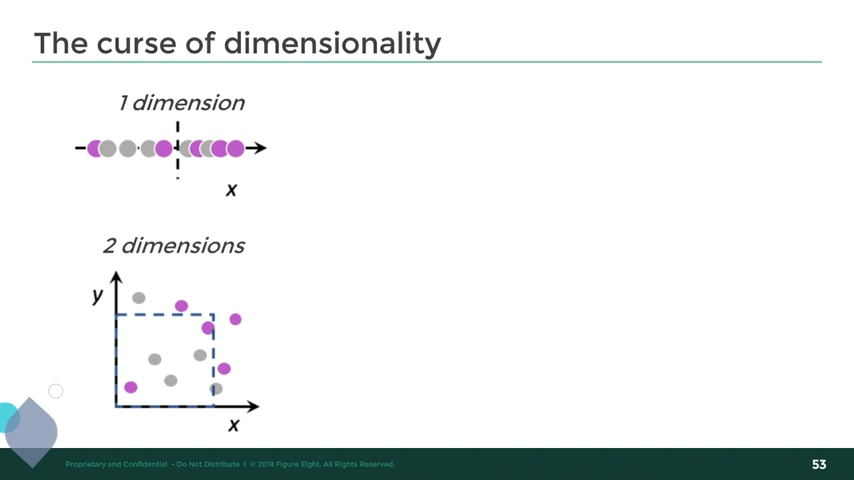 The curse of dimensionality
1 dimension
x
2 dimensions
y
x
Proprietary and Confidential - Do Not Distribute I © 2018 Figure Eight. All Rights Reserved.
53